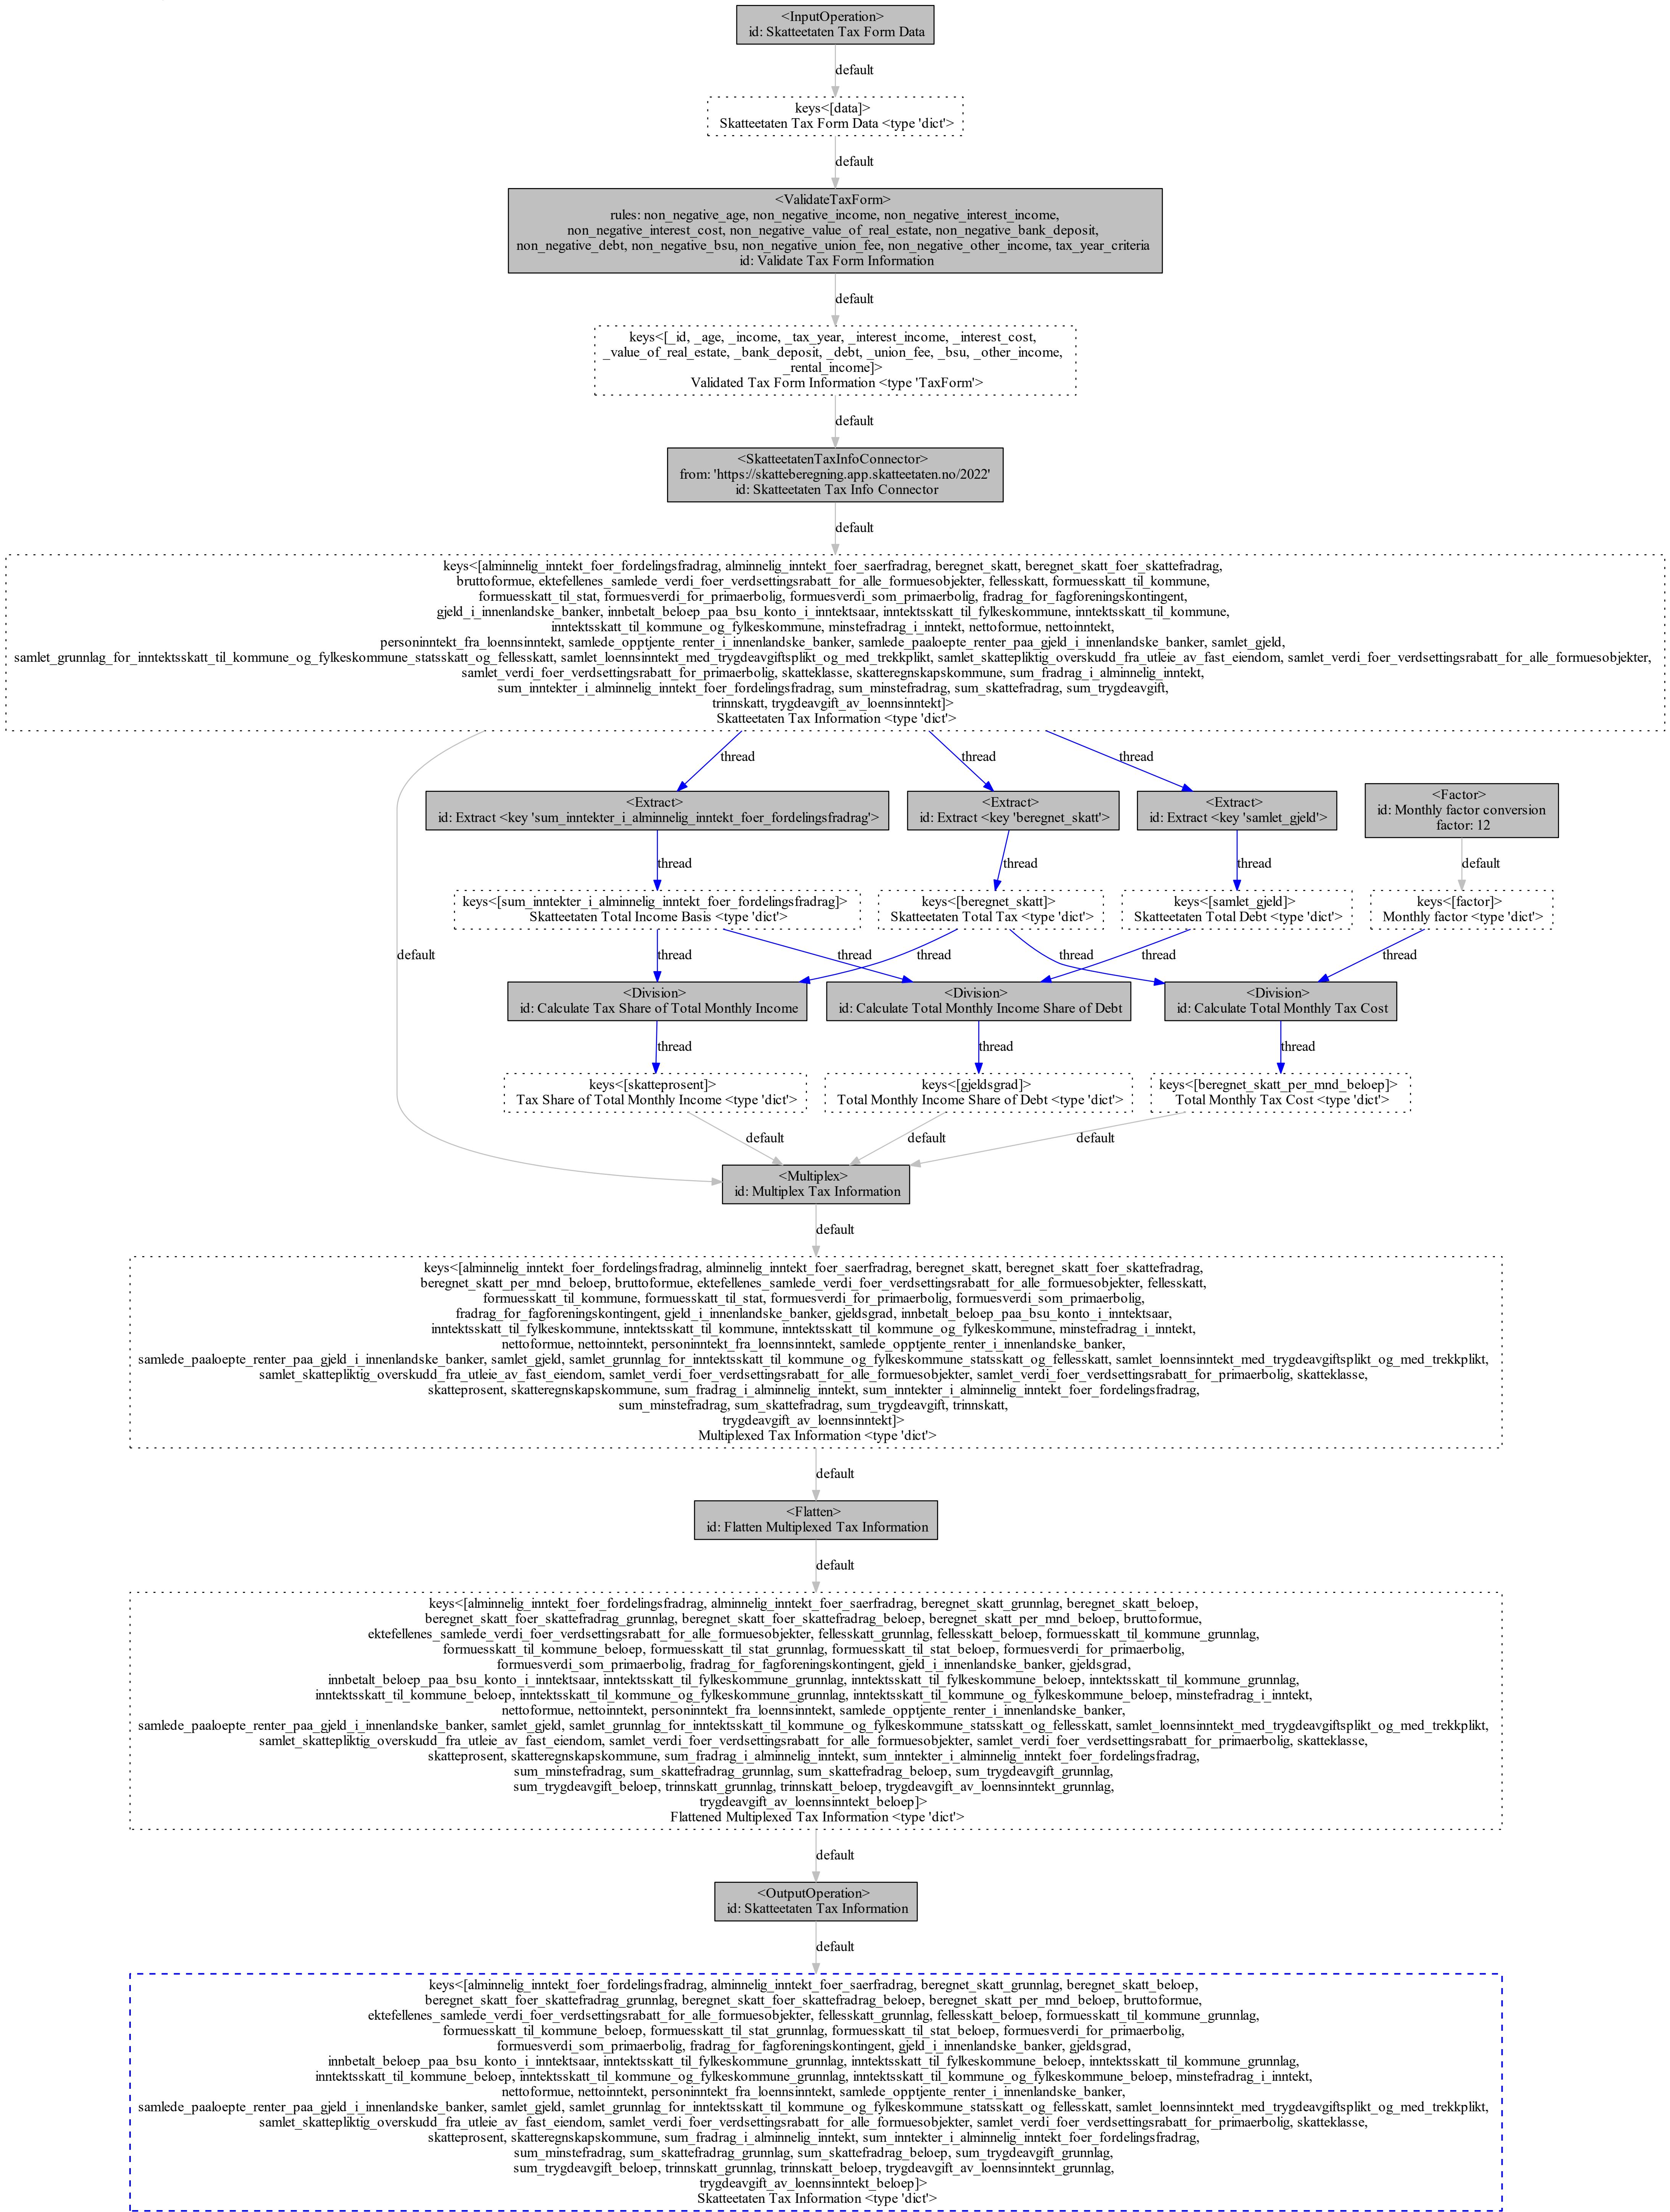 <InputOperation>
id: Skatteetaten Tax Form Data
default
keys<[data]>
Skatteetaten Tax Form Data <type 'dict'>
default
<ValidateTaxForm>
rules: non_negative_age, non_negative_income, non_negative_interest_income,
non_negative_interest_cost, non_negative_value_of_real_estate, non_negative_bank_deposit,
non_negative_debt, non_negative_bsu, non_negative_union_fee, non_negative_other_income, tax_year_criteria
id: Validate Tax Form Information
default
keys<[_id, _age, _income, _tax_year, _interest_income, _interest_cost,
_value_of_real_estate, _bank_deposit, _debt, _union_fee, _bsu, _other_income,
_rental_income]>
Validated Tax Form Information <type 'TaxForm'>
default
<SkatteetatenTaxInfoConnector>
from: 'https://skatteberegning.app.skatteetaten.no/2022'
id: Skatteetaten Tax Info Connector
default
keys<[alminnelig_inntekt_foer_fordelingsfradrag, alminnelig_inntekt_foer_saerfradrag, beregnet_skatt, beregnet_skatt_foer_skattefradrag,
bruttoformue, ektefellenes_samlede_verdi_foer_verdsettingsrabatt_for_alle_formuesobjekter, fellesskatt, formuesskatt_til_kommune,
formuesskatt_til_stat, formuesverdi_for_primaerbolig, formuesverdi_som_primaerbolig, fradrag_for_fagforeningskontingent,
gjeld_i_innenlandske_banker, innbetalt_beloep_paa_bsu_konto_i_inntektsaar, inntektsskatt_til_fylkeskommune, inntektsskatt_til_kommune,
inntektsskatt_til_kommune_og_fylkeskommune, minstefradrag_i_inntekt, nettoformue, nettoinntekt,
personinntekt_fra_loennsinntekt, samlede_opptjente_renter_i_innenlandske_banker, samlede_paaloepte_renter_paa_gjeld_i_innenlandske_banker, samlet_gjeld,
samlet_grunnlag_for_inntektsskatt_til_kommune_og_fylkeskommune_statsskatt_og_fellesskatt, samlet_loennsinntekt_med_trygdeavgiftsplikt_og_med_trekkplikt, samlet_skattepliktig_overskudd_fra_utleie_av_fast_eiendom, samlet_verdi_foer_verdsettingsrabatt_for_alle_formuesobjekter,
samlet_verdi_foer_verdsettingsrabatt_for_primaerbolig, skatteklasse, skatteregnskapskommune, sum_fradrag_i_alminnelig_inntekt,
sum_inntekter_i_alminnelig_inntekt_foer_fordelingsfradrag, sum_minstefradrag, sum_skattefradrag, sum_trygdeavgift,
trinnskatt, trygdeavgift_av_loennsinntekt]>
Skatteetaten Tax Information <type 'dict'>
thread
thread
thread
<Extract>
id: Extract <key 'sum_inntekter_i_alminnelig_inntekt_foer_fordelingsfradrag'>
<Extract>
id: Extract <key 'beregnet_skatt'>
<Extract>
id: Extract <key 'samlet_gjeld'>
<Factor>
id: Monthly factor conversion
factor: 12
thread
thread
thread
default
keys<[sum_inntekter_i_alminnelig_inntekt_foer_fordelingsfradrag]>
Skatteetaten Total Income Basis <type 'dict'>
keys<[beregnet_skatt]>
Skatteetaten Total Tax <type 'dict'>
keys<[samlet_gjeld]>
Skatteetaten Total Debt <type 'dict'>
keys<[factor]>
Monthly factor <type 'dict'>
default
thread
thread
thread
thread
thread
thread
<Division>
id: Calculate Tax Share of Total Monthly Income
<Division>
id: Calculate Total Monthly Income Share of Debt
<Division>
id: Calculate Total Monthly Tax Cost
thread
thread
thread
keys<[skatteprosent]>
Tax Share of Total Monthly Income <type 'dict'>
keys<[gjeldsgrad]>
Total Monthly Income Share of Debt <type 'dict'>
keys<[beregnet_skatt_per_mnd_beloep]>
Total Monthly Tax Cost <type 'dict'>
default
default
default
<Multiplex>
id: Multiplex Tax Information
default
keys<[alminnelig_inntekt_foer_fordelingsfradrag, alminnelig_inntekt_foer_saerfradrag, beregnet_skatt, beregnet_skatt_foer_skattefradrag,
beregnet_skatt_per_mnd_beloep, bruttoformue, ektefellenes_samlede_verdi_foer_verdsettingsrabatt_for_alle_formuesobjekter, fellesskatt,
formuesskatt_til_kommune, formuesskatt_til_stat, formuesverdi_for_primaerbolig, formuesverdi_som_primaerbolig,
fradrag_for_fagforeningskontingent, gjeld_i_innenlandske_banker, gjeldsgrad, innbetalt_beloep_paa_bsu_konto_i_inntektsaar,
inntektsskatt_til_fylkeskommune, inntektsskatt_til_kommune, inntektsskatt_til_kommune_og_fylkeskommune, minstefradrag_i_inntekt,
nettoformue, nettoinntekt, personinntekt_fra_loennsinntekt, samlede_opptjente_renter_i_innenlandske_banker,
samlede_paaloepte_renter_paa_gjeld_i_innenlandske_banker, samlet_gjeld, samlet_grunnlag_for_inntektsskatt_til_kommune_og_fylkeskommune_statsskatt_og_fellesskatt, samlet_loennsinntekt_med_trygdeavgiftsplikt_og_med_trekkplikt,
samlet_skattepliktig_overskudd_fra_utleie_av_fast_eiendom, samlet_verdi_foer_verdsettingsrabatt_for_alle_formuesobjekter, samlet_verdi_foer_verdsettingsrabatt_for_primaerbolig, skatteklasse,
skatteprosent, skatteregnskapskommune, sum_fradrag_i_alminnelig_inntekt, sum_inntekter_i_alminnelig_inntekt_foer_fordelingsfradrag,
sum_minstefradrag, sum_skattefradrag, sum_trygdeavgift, trinnskatt,
trygdeavgift_av_loennsinntekt]>
Multiplexed Tax Information <type 'dict'>
default
<Flatten>
id: Flatten Multiplexed Tax Information
default
keys<[alminnelig_inntekt_foer_fordelingsfradrag, alminnelig_inntekt_foer_saerfradrag, beregnet_skatt_grunnlag, beregnet_skatt_beloep,
beregnet_skatt_foer_skattefradrag_grunnlag, beregnet_skatt_foer_skattefradrag_beloep, beregnet_skatt_per_mnd_beloep, bruttoformue,
ektefellenes_samlede_verdi_foer_verdsettingsrabatt_for_alle_formuesobjekter, fellesskatt_grunnlag, fellesskatt_beloep, formuesskatt_til_kommune_grunnlag,
formuesskatt_til_kommune_beloep, formuesskatt_til_stat_grunnlag, formuesskatt_til_stat_beloep, formuesverdi_for_primaerbolig,
formuesverdi_som_primaerbolig, fradrag_for_fagforeningskontingent, gjeld_i_innenlandske_banker, gjeldsgrad,
innbetalt_beloep_paa_bsu_konto_i_inntektsaar, inntektsskatt_til_fylkeskommune_grunnlag, inntektsskatt_til_fylkeskommune_beloep, inntektsskatt_til_kommune_grunnlag,
inntektsskatt_til_kommune_beloep, inntektsskatt_til_kommune_og_fylkeskommune_grunnlag, inntektsskatt_til_kommune_og_fylkeskommune_beloep, minstefradrag_i_inntekt,
nettoformue, nettoinntekt, personinntekt_fra_loennsinntekt, samlede_opptjente_renter_i_innenlandske_banker,
samlede_paaloepte_renter_paa_gjeld_i_innenlandske_banker, samlet_gjeld, samlet_grunnlag_for_inntektsskatt_til_kommune_og_fylkeskommune_statsskatt_og_fellesskatt, samlet_loennsinntekt_med_trygdeavgiftsplikt_og_med_trekkplikt,
samlet_skattepliktig_overskudd_fra_utleie_av_fast_eiendom, samlet_verdi_foer_verdsettingsrabatt_for_alle_formuesobjekter, samlet_verdi_foer_verdsettingsrabatt_for_primaerbolig, skatteklasse,
skatteprosent, skatteregnskapskommune, sum_fradrag_i_alminnelig_inntekt, sum_inntekter_i_alminnelig_inntekt_foer_fordelingsfradrag,
sum_minstefradrag, sum_skattefradrag_grunnlag, sum_skattefradrag_beloep, sum_trygdeavgift_grunnlag,
sum_trygdeavgift_beloep, trinnskatt_grunnlag, trinnskatt_beloep, trygdeavgift_av_loennsinntekt_grunnlag,
trygdeavgift_av_loennsinntekt_beloep]>
Flattened Multiplexed Tax Information <type 'dict'>
default
<OutputOperation>
id: Skatteetaten Tax Information
default
keys<[alminnelig_inntekt_foer_fordelingsfradrag, alminnelig_inntekt_foer_saerfradrag, beregnet_skatt_grunnlag, beregnet_skatt_beloep,
beregnet_skatt_foer_skattefradrag_grunnlag, beregnet_skatt_foer_skattefradrag_beloep, beregnet_skatt_per_mnd_beloep, bruttoformue,
ektefellenes_samlede_verdi_foer_verdsettingsrabatt_for_alle_formuesobjekter, fellesskatt_grunnlag, fellesskatt_beloep, formuesskatt_til_kommune_grunnlag,
formuesskatt_til_kommune_beloep, formuesskatt_til_stat_grunnlag, formuesskatt_til_stat_beloep, formuesverdi_for_primaerbolig,
formuesverdi_som_primaerbolig, fradrag_for_fagforeningskontingent, gjeld_i_innenlandske_banker, gjeldsgrad,
innbetalt_beloep_paa_bsu_konto_i_inntektsaar, inntektsskatt_til_fylkeskommune_grunnlag, inntektsskatt_til_fylkeskommune_beloep, inntektsskatt_til_kommune_grunnlag,
inntektsskatt_til_kommune_beloep, inntektsskatt_til_kommune_og_fylkeskommune_grunnlag, inntektsskatt_til_kommune_og_fylkeskommune_beloep, minstefradrag_i_inntekt,
nettoformue, nettoinntekt, personinntekt_fra_loennsinntekt, samlede_opptjente_renter_i_innenlandske_banker,
samlede_paaloepte_renter_paa_gjeld_i_innenlandske_banker, samlet_gjeld, samlet_grunnlag_for_inntektsskatt_til_kommune_og_fylkeskommune_statsskatt_og_fellesskatt, samlet_loennsinntekt_med_trygdeavgiftsplikt_og_med_trekkplikt,
samlet_skattepliktig_overskudd_fra_utleie_av_fast_eiendom, samlet_verdi_foer_verdsettingsrabatt_for_alle_formuesobjekter, samlet_verdi_foer_verdsettingsrabatt_for_primaerbolig, skatteklasse,
skatteprosent, skatteregnskapskommune, sum_fradrag_i_alminnelig_inntekt, sum_inntekter_i_alminnelig_inntekt_foer_fordelingsfradrag,
sum_minstefradrag, sum_skattefradrag_grunnlag, sum_skattefradrag_beloep, sum_trygdeavgift_grunnlag,
sum_trygdeavgift_beloep, trinnskatt_grunnlag, trinnskatt_beloep, trygdeavgift_av_loennsinntekt_grunnlag,
trygdeavgift_av_loennsinntekt_beloep]>
Skatteetaten Tax Information <type 'dict'>